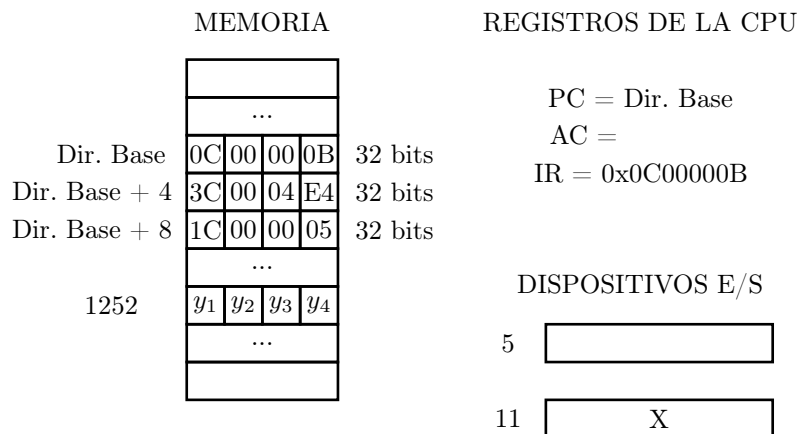 MEMORIA
...
Dir. Base 0C 00 00 0B 32 bits
Dir. Base + 4 3C 00 04 E4 32 bits
Dir. Base + 8 1C 00 00 05 32 bits
...
1252 y1 y2 y3 y4
...
REGISTROS DE LA CPU
PC = Dir. Base
AC =
IR = 0x0C00000B
DISPOSITIVOS E/S
5
11 X